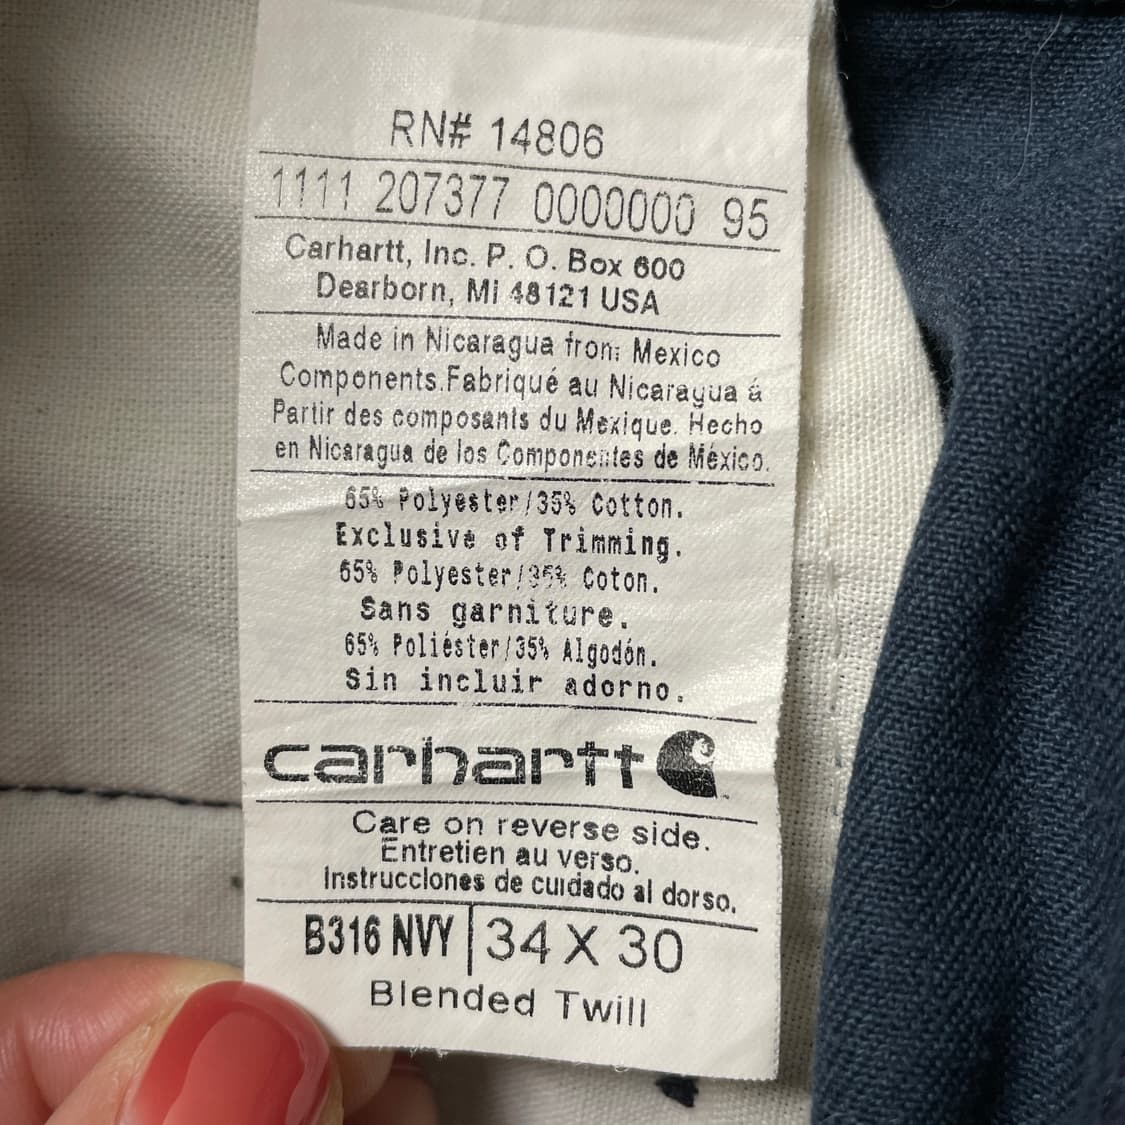 RN# 14806
1111 207377 0000000 95
Carhartt, Inc. P. O. Box 600
Dearborn, MI 48121 USA
Made in Nicaragua from Mexico
Components.Fabriqué au Nicaragua á
Partir des composants du Mexique. Hecho
en Nicaragua de los Componentes de México.
65% Polyester/35% Cotton.
Exclusive of Trimming.
65% Polyester/35% Coton.
Sans garniture.
65% Poliéster/35% Algodón.
Sin incluir adorno.
carhartt
Care on reverse side.
Entretien au verso.
Instrucciones de cuidado al dorso.
B316 NVY 34 X 30
Blended Twill